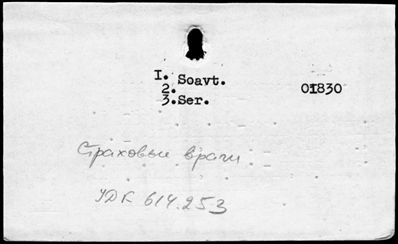 I. Soavt.
2.
3. Ser. 01830
Страховые врачи.
УДК 614.253